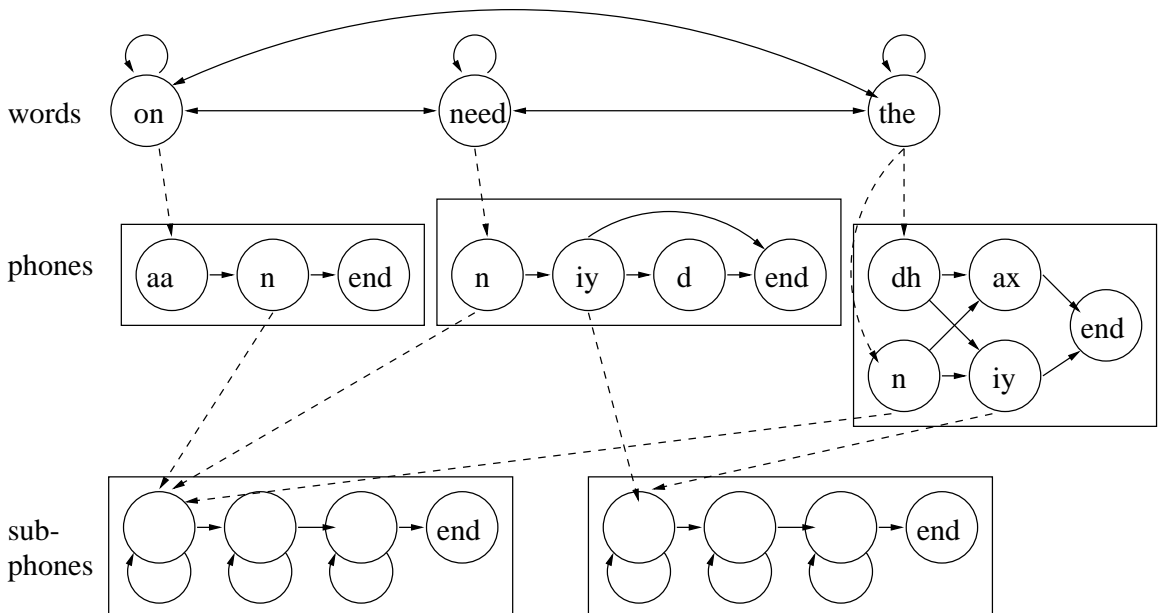 words on need the
phones aa n end n iy d end dh ax end
n iy
sub-
phones end end